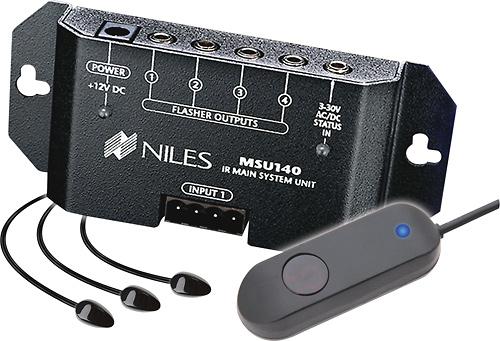 POWER
+12V DC
1
2
3
4
FLASHER OUTPUTS
3-30V
AC/DC
STATUS
IN
NILES
MSU140
IR MAIN SYSTEM UNIT
INPUT 1